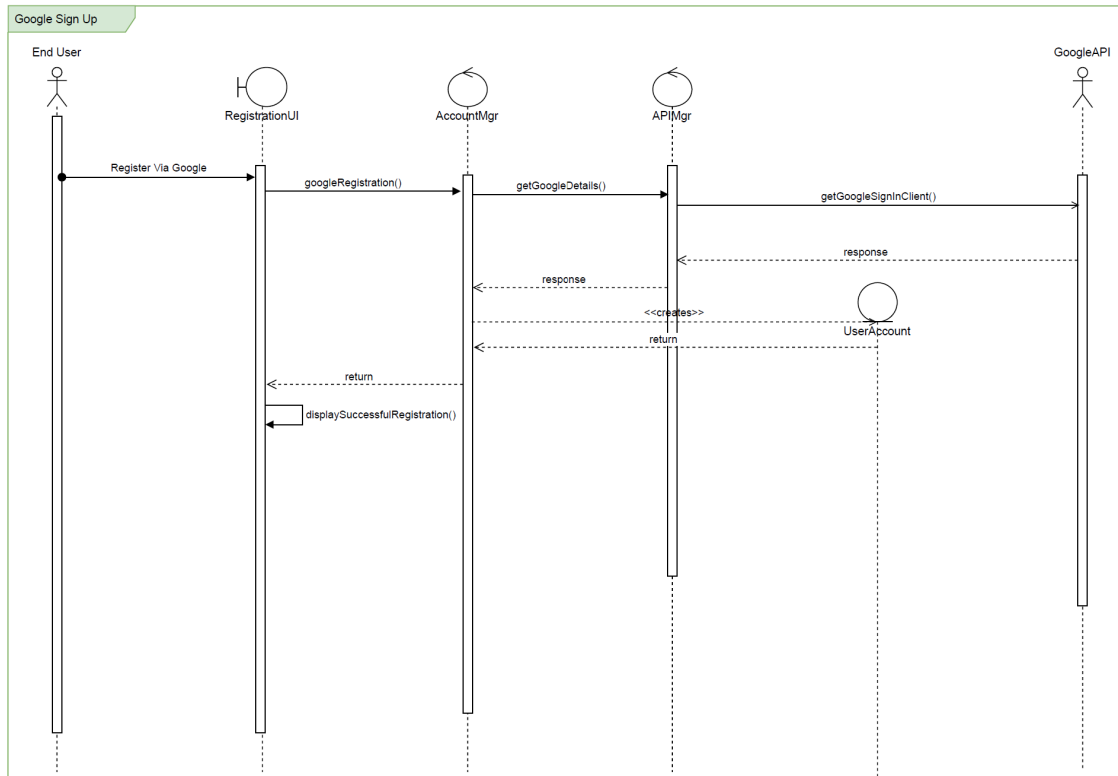 Google Sign Up
End User
GoogleAPI
RegistrationUI
AccountMgr
APIMgr
Register Via Google
googleRegistration()
getGoogleDetails()
getGoogleSignInClient()
response
response
<<creates>>
UserAccount
return
return
displaySuccessfulRegistration()